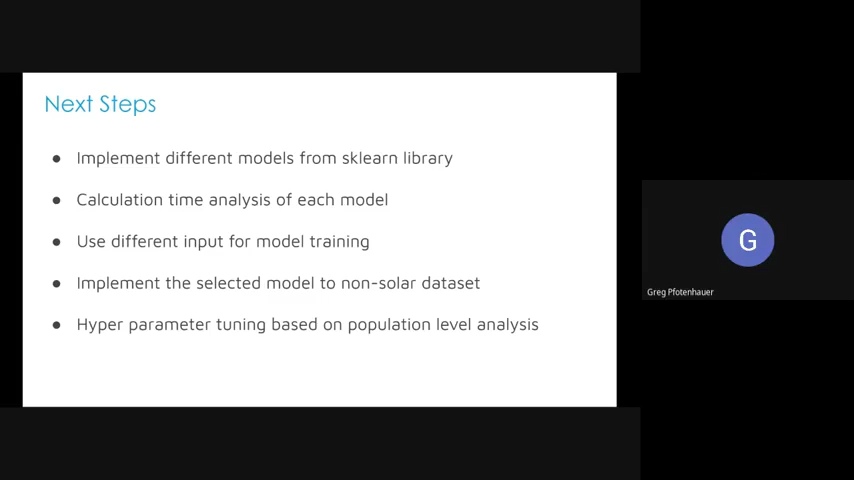 Next Steps
● Implement different models from sklearn library
● Calculation time analysis of each model
● Use different input for model training
● Implement the selected model to non-solar dataset
● Hyper parameter tuning based on population level analysis
G
Greg Pfotenhauer